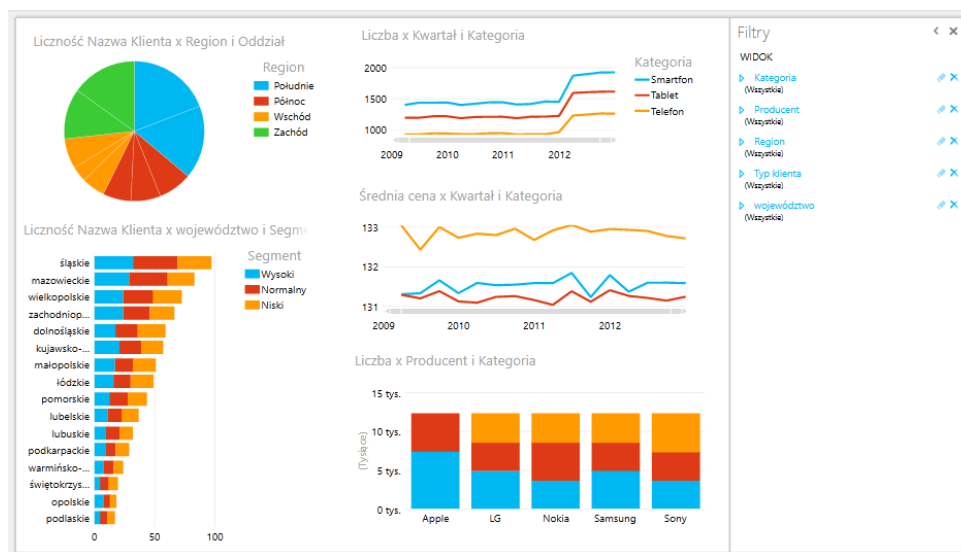 Liczność Nazwa Klienta x Region i Oddział
Region
Południe
Północ
Wschód
Zachód
Liczba x Kwartał i Kategoria
2000
1500
1000
2009
2010
2011
2012
Kategoria
Smartfon
Tablet
Telefon
Średnia cena x Kwartał i Kategoria
133
132
131
2009
2010
2011
2012
Liczność Nazwa Klienta x województwo i Segm
Segment
Wysoki
Normalny
Niski
śląskie
mazowieckie
wielkopolskie
zachodniop...
dolnośląskie
kujawsko-...
małopolskie
łódzkie
pomorskie
lubelskie
lubuskie
podkarpackie
warmińsko-...
świętokrzys...
opolskie
podlaskie
0
50
100
Liczba x Producent i Kategoria
(Tysiące)
15 tys.
10 tys.
5 tys.
0 tys.
Apple
LG
Nokia
Samsung
Sony
Filtry
WIDOK
Kategoria
(Wszystkie)
Producent
(Wszystkie)
Region
(Wszystkie)
Typ klienta
(Wszystkie)
województwo
(Wszystkie)